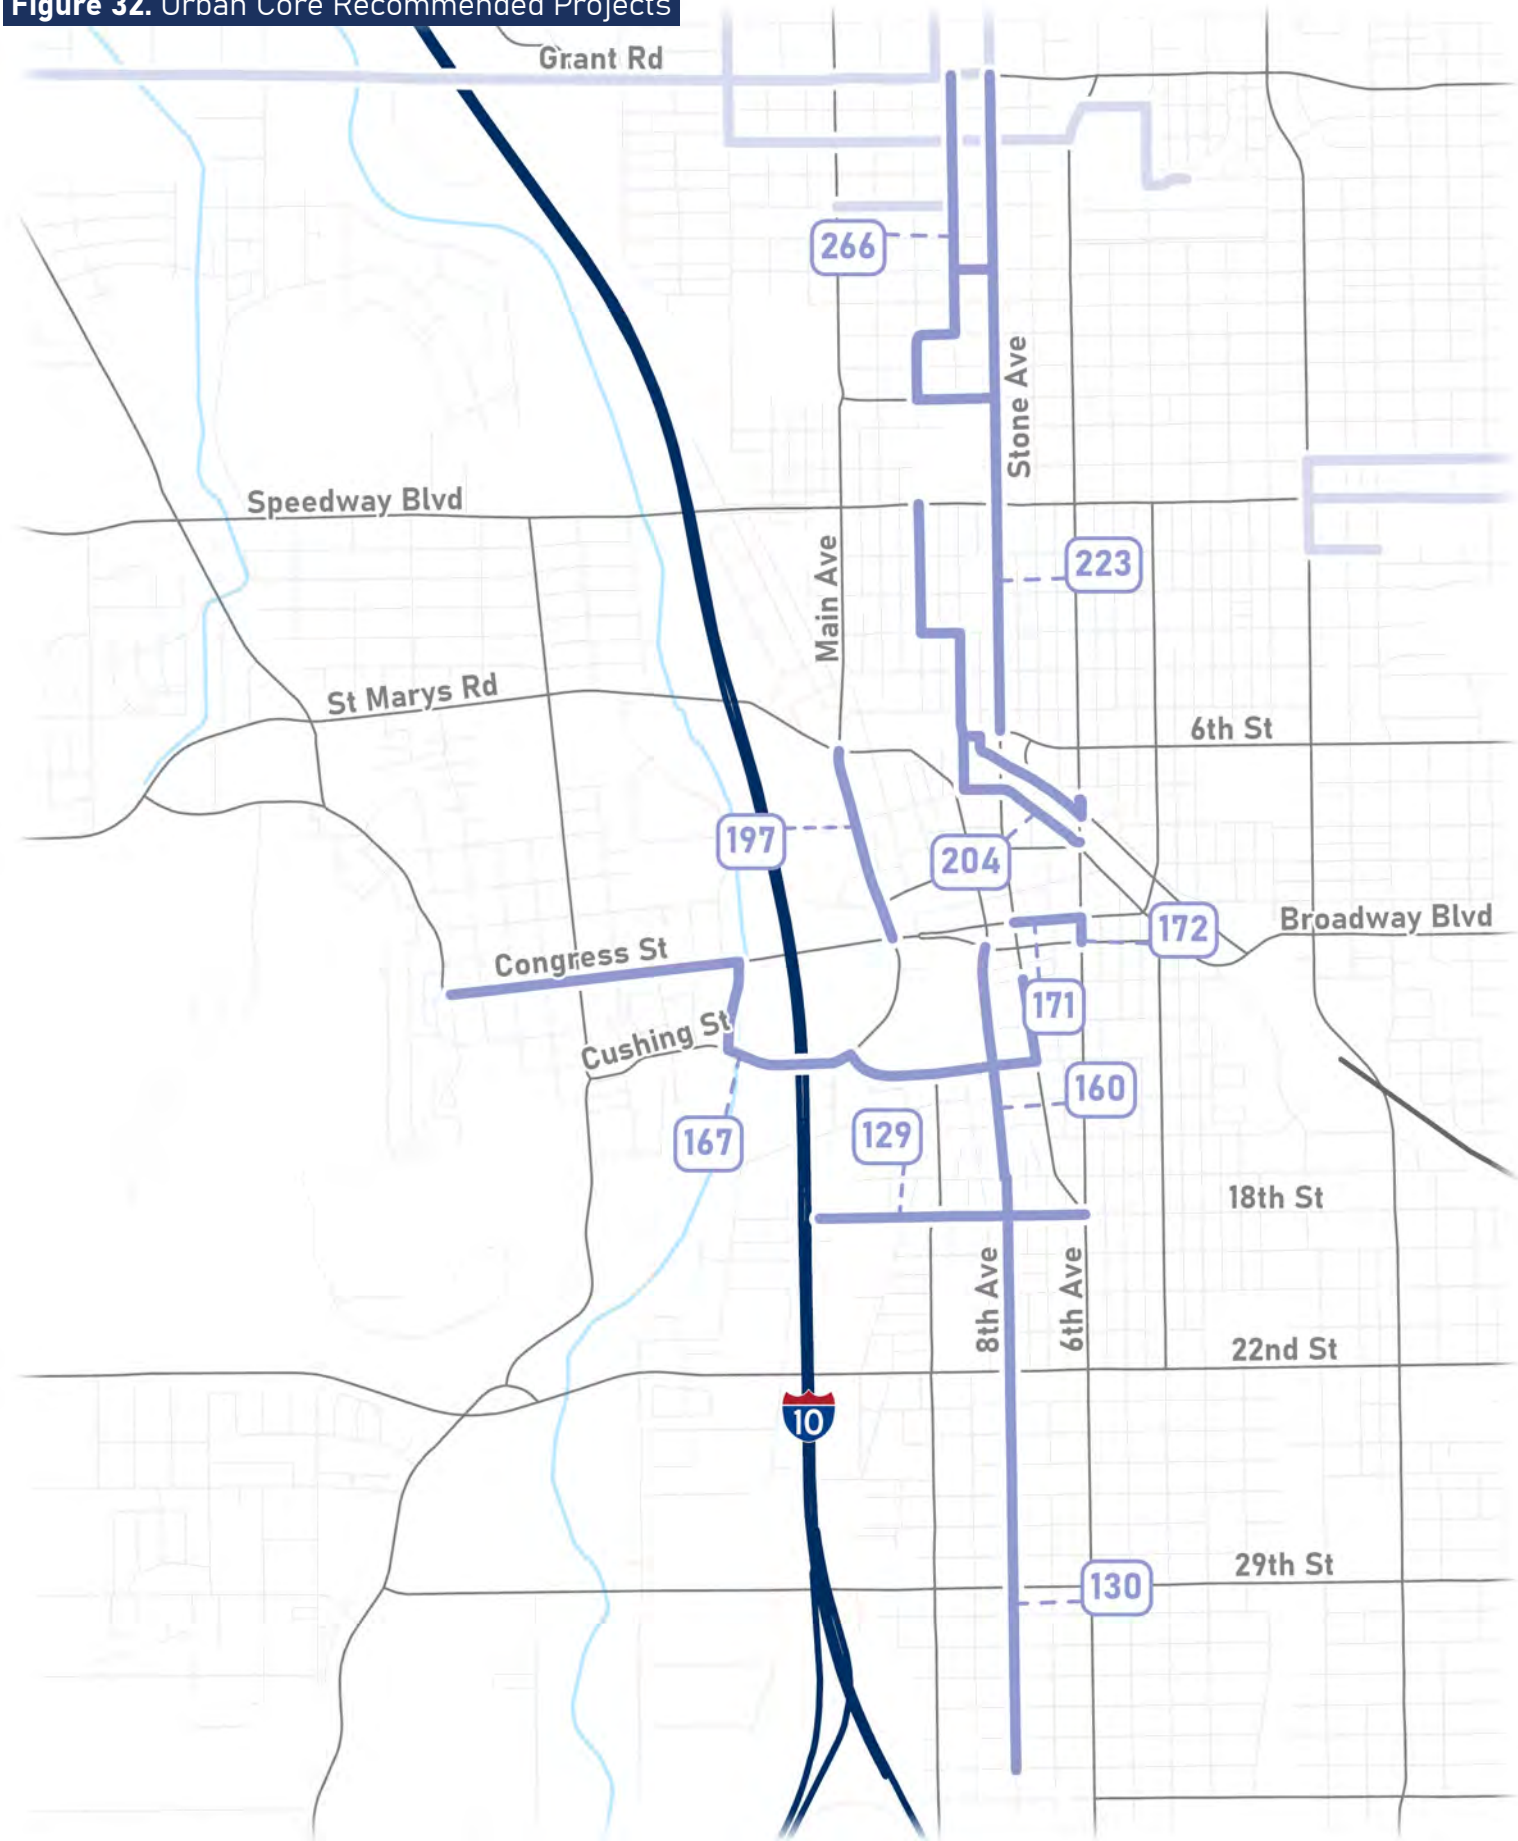 Figure 32. Urban Core Recommended Projects
Grant Rd
266
Stone Ave
Speedway Blvd
Main Ave
223
St Marys Rd
6th St
197
204
172
Broadway Blvd
Congress St
171
Cushing St
160
129
167
18th St
8th Ave
6th Ave
22nd St
10
29th St
130